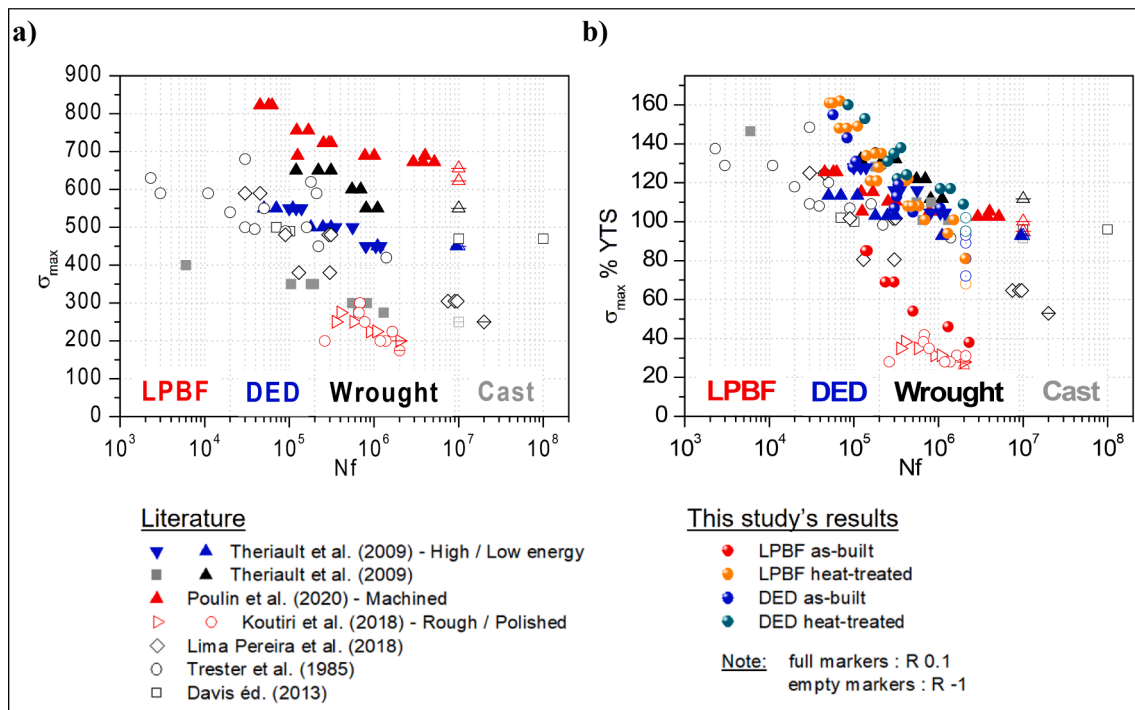 a)
900
800
700
600
500
400
300
200
100
0
σmax
LPBF DED Wrought Cast
10³ 10⁴ 10⁵ 10⁶ 10⁷ 10⁸
Nf
b)
160
140
120
100
80
60
40
20
0
σmax % YTS
LPBF DED Wrought Cast
10³ 10⁴ 10⁵ 10⁶ 10⁷ 10⁸
Nf
Literature
Theriault et al. (2009) - High / Low energy
Theriault et al. (2009)
Poulin et al. (2020) - Machined
Koutiri et al. (2018) - Rough / Polished
Lima Pereira et al. (2018)
Trester et al. (1985)
Davis éd. (2013)
This study's results
LPBF as-built
LPBF heat-treated
DED as-built
DED heat-treated
Note: full markers : R 0.1
empty markers : R -1